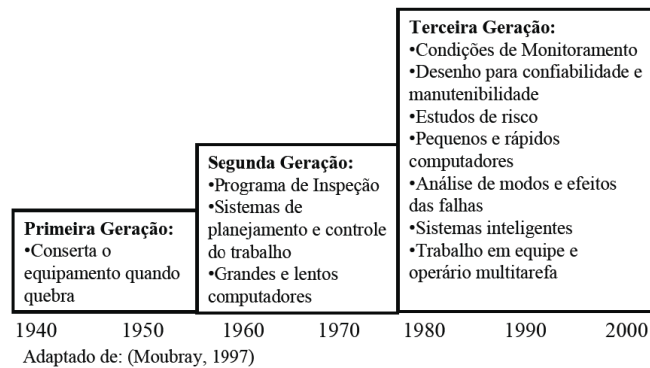 Primeira Geração:
•Conserta o
equipamento quando
quebra
Segunda Geração:
•Programa de Inspeção
•Sistemas de
planejamento e controle
do trabalho
•Grandes e lentos
computadores
Terceira Geração:
•Condições de Monitoramento
•Desenho para confiabilidade e
manutenibilidade
•Estudos de risco
•Pequenos e rápidos
computadores
•Análise de modos e efeitos
das falhas
•Sistemas inteligentes
•Trabalho em equipe e
operário multitarefa
1940 1950 1960 1970 1980 1990 2000
Adaptado de: (Moubray, 1997)